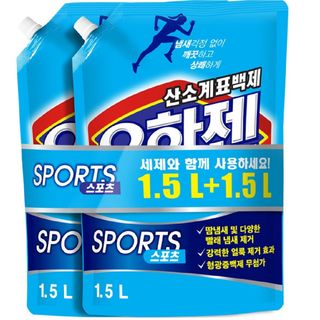 냄새걱정 없이
깨끗하고
상쾌하게
산소계표백제
SPORTS
스포츠
세제와 함께 사용하세요!
1.5 L+1.5 L
SPORTS
SPORTS
스포츠
• 땀냄새 및 다양한
빨래 냄새 제거
• 강력한 얼룩 제거 효과
• 형광증백제 무첨가
1.5 L
1.5 L